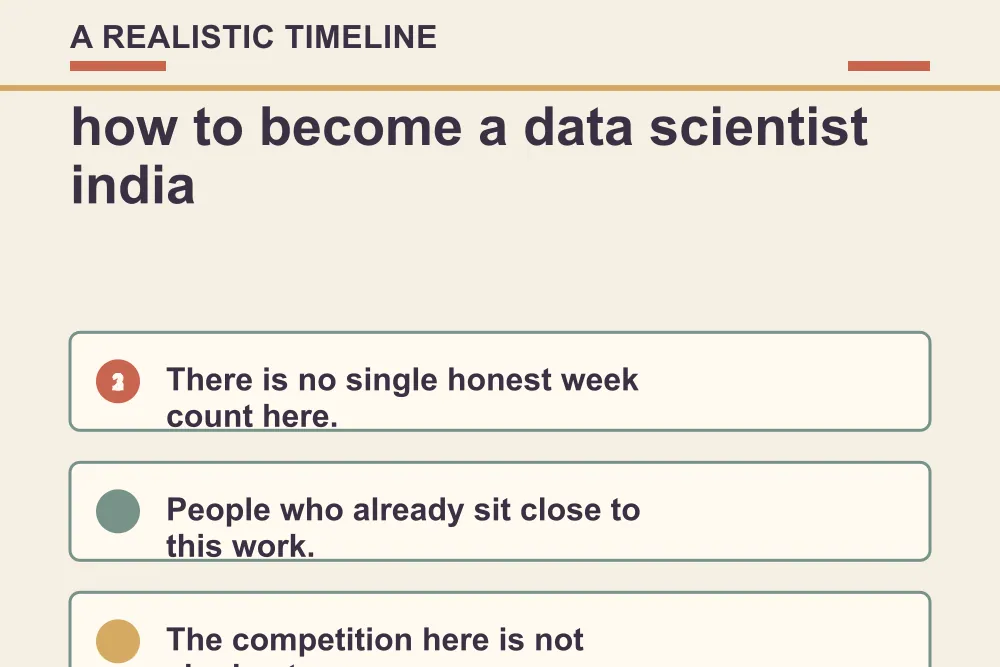 A REALISTIC TIMELINE
how to become a data scientist
india
There is no single honest week
count here.
People who already sit close to
this work.
The competition here is not